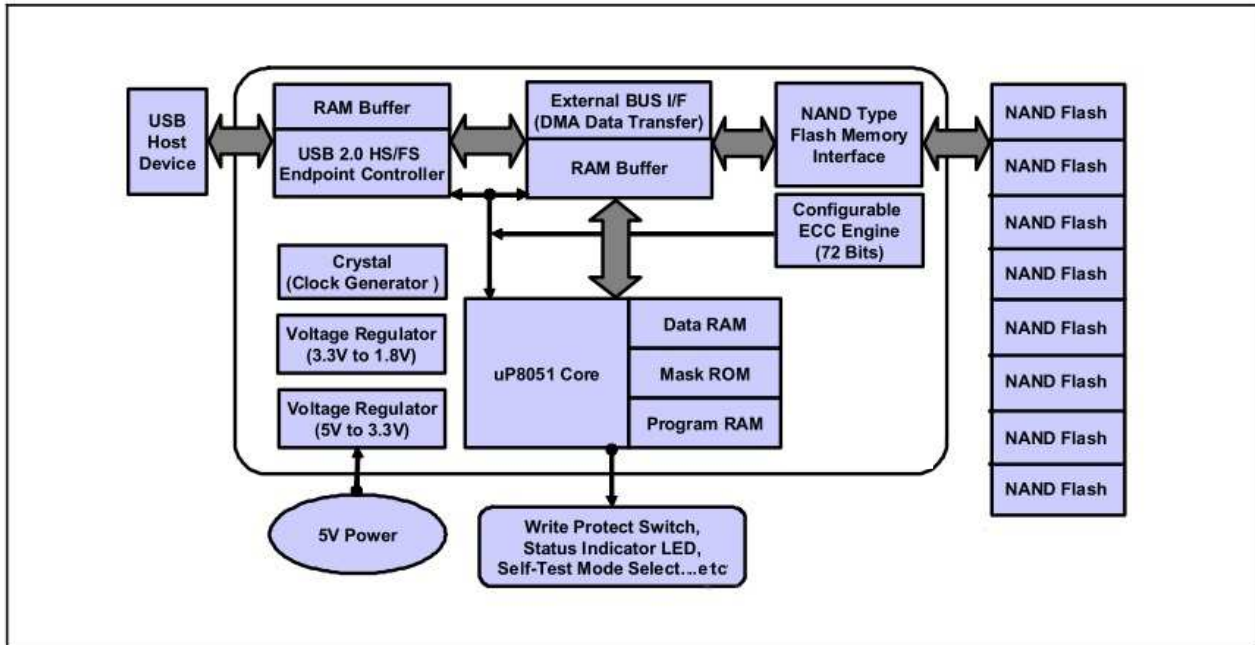 USB
Host
Device
RAM Buffer
USB 2.0 HS/FS
Endpoint Controller
External BUS I/F
(DMA Data Transfer)
RAM Buffer
NAND Type
Flash Memory
Interface
Configurable
ECC Engine
(72 Bits)
Crystal
(Clock Generator )
Voltage Regulator
(3.3V to 1.8V)
Voltage Regulator
(5V to 3.3V)
uP8051 Core
Data RAM
Mask ROM
Program RAM
5V Power
Write Protect Switch,
Status Indicator LED,
Self-Test Mode Select...etc
NAND Flash
NAND Flash
NAND Flash
NAND Flash
NAND Flash
NAND Flash
NAND Flash
NAND Flash